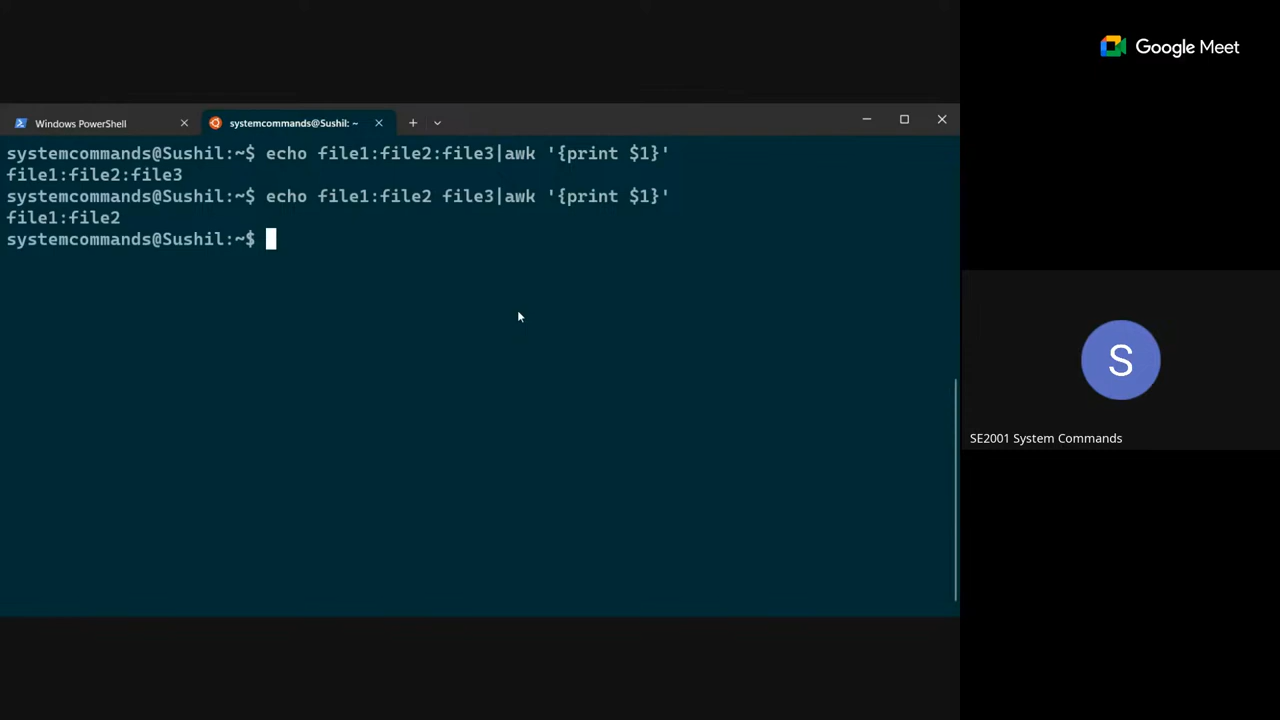 Google Meet
Windows PowerShell
systemcommands@Sushil: ~
systemcommands@Sushil:~$ echo file1:file2:file3|awk '{print $1}'
file1:file2:file3
systemcommands@Sushil:~$ echo file1:file2 file3|awk '{print $1}'
file1:file2
systemcommands@Sushil:~$
S
SE2001 System Commands